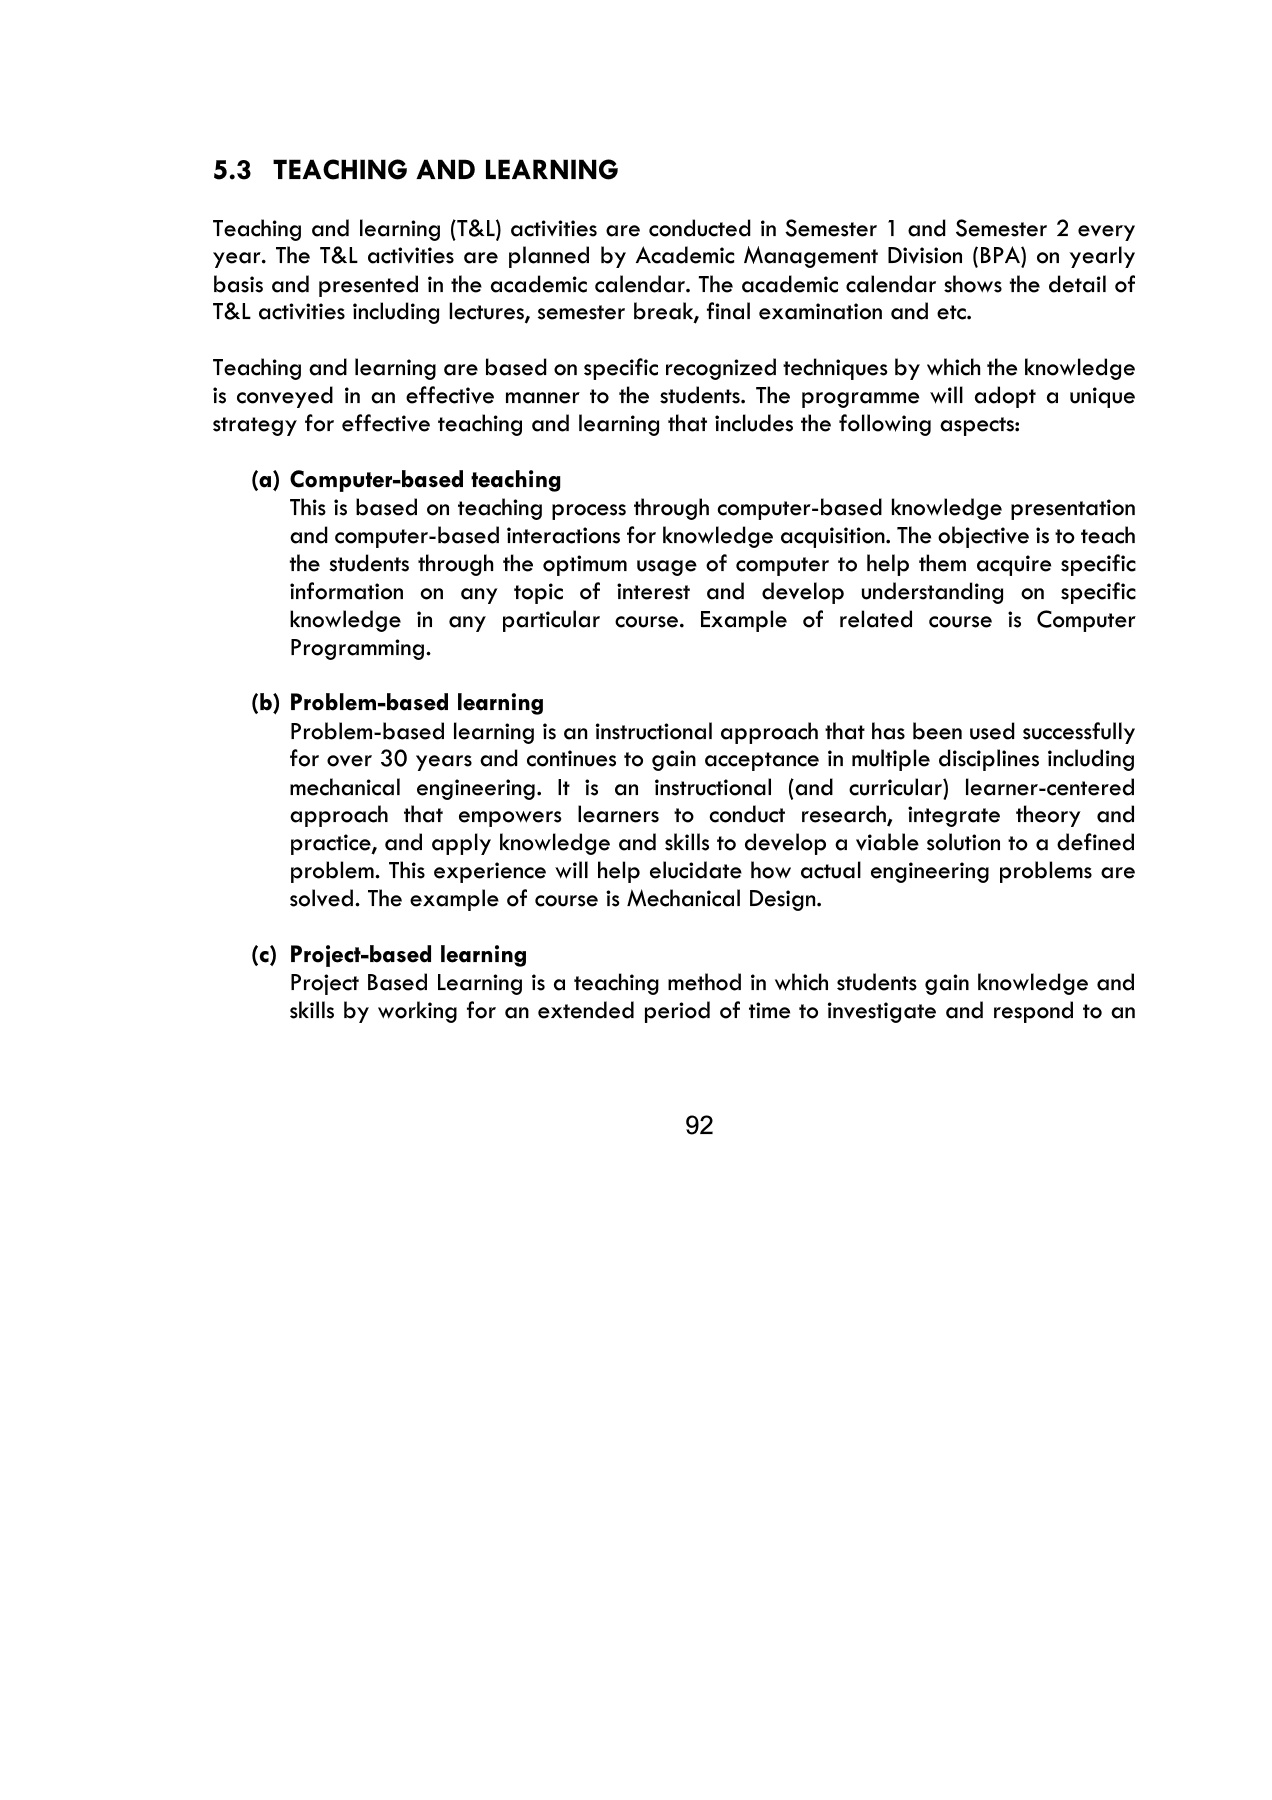 5.3 TEACHING AND LEARNING
Teaching and learning (T&L) activities are conducted in Semester 1 and Semester 2 every
year. The T&L activities are planned by Academic Management Division (BPA) on yearly
basis and presented in the academic calendar. The academic calendar shows the detail of
T&L activities including lectures, semester break, final examination and etc.
Teaching and learning are based on specific recognized techniques by which the knowledge
is conveyed in an effective manner to the students. The programme will adopt a unique
strategy for effective teaching and learning that includes the following aspects:
(a) Computer-based teaching
This is based on teaching process through computer-based knowledge presentation
and computer-based interactions for knowledge acquisition. The objective is to teach
the students through the optimum usage of computer to help them acquire specific
information on any topic of interest and develop understanding on specific
knowledge in any particular course. Example of related course is Computer
Programming.
(b) Problem-based learning
Problem-based learning is an instructional approach that has been used successfully
for over 30 years and continues to gain acceptance in multiple disciplines including
mechanical engineering. It is an instructional (and curricular) learner-centered
approach that empowers learners to conduct research, integrate theory and
practice, and apply knowledge and skills to develop a viable solution to a defined
problem. This experience will help elucidate how actual engineering problems are
solved. The example of course is Mechanical Design.
(c) Project-based learning
Project Based Learning is a teaching method in which students gain knowledge and
skills by working for an extended period of time to investigate and respond to an
92